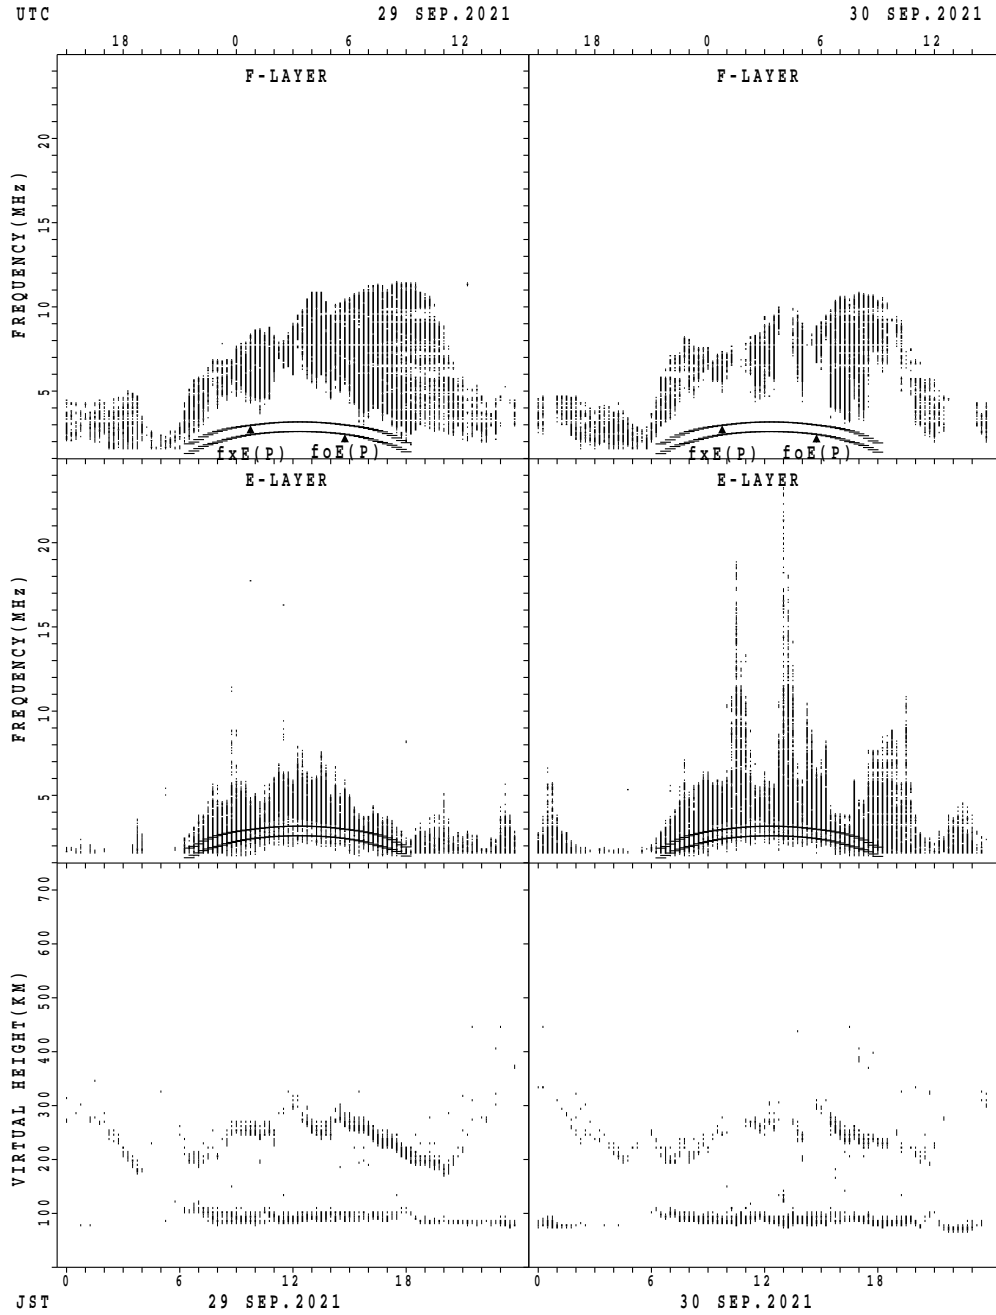 UTC 29 SEP.2021 30 SEP.2021
18 0 6 12 18 0 6 12
F-LAYER F-LAYER
FREQUENCY(MHz)
20
15
10
5
fxE(P) foE(P) fxE(P) foE(P)
E-LAYER E-LAYER
FREQUENCY(MHz)
20
15
10
5
VIRTUAL HEIGHT(KM)
700
600
500
400
300
200
100
0 6 12 18 0 6 12 18
JST 29 SEP.2021 30 SEP.2021